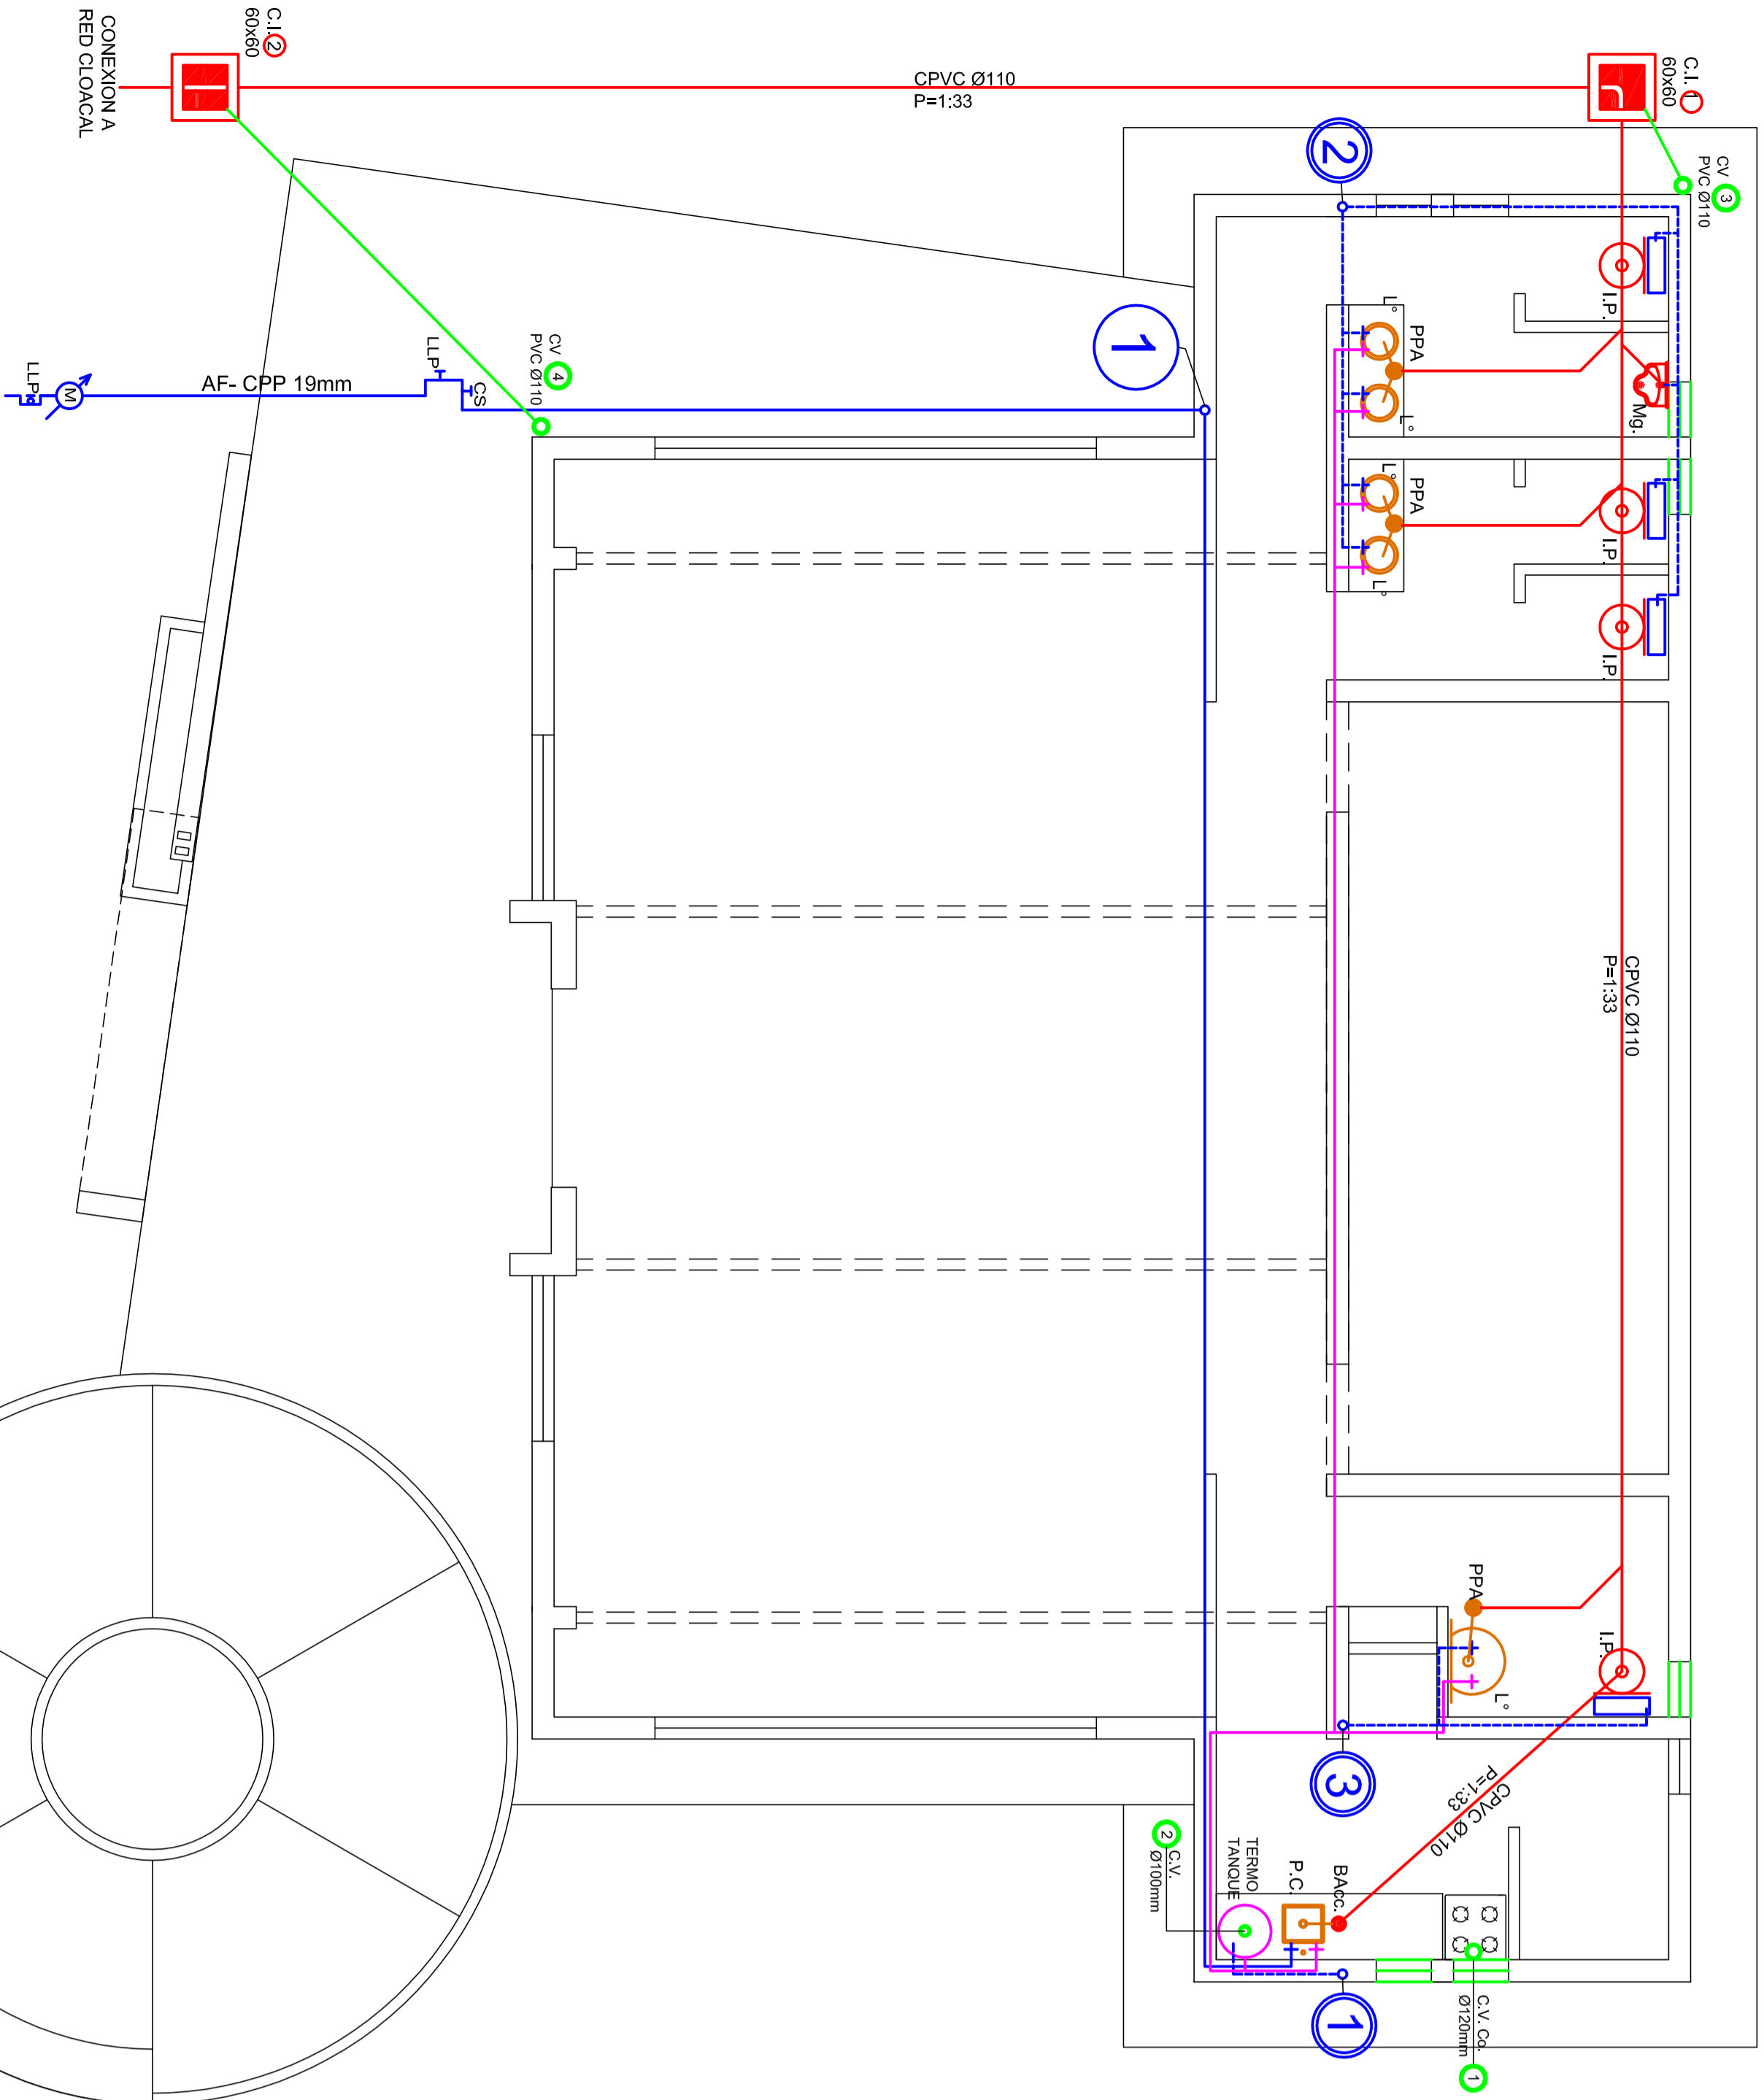 C.I. 2
60x60
CONEXION A
RED CLOACAL
CPVC Ø110
P=1:33
C.I. 1
60x60
CV 3
PVC Ø110
2
1
CV 4
PVC Ø110
LLP
C.S
AF- CPP 19mm
M
LLP
L°
PPA
L°
L°
PPA
L°
I.P.
Mg.
I.P.
I.P.
CPVC Ø110
P=1:33
PPA
L°
I.P.
3
CPVC Ø110
P=1:33
2 C.V.
Ø100mm
TERMO
TANQUE
P.C.
BAcc.
1
C.V. Co.
Ø120mm
1